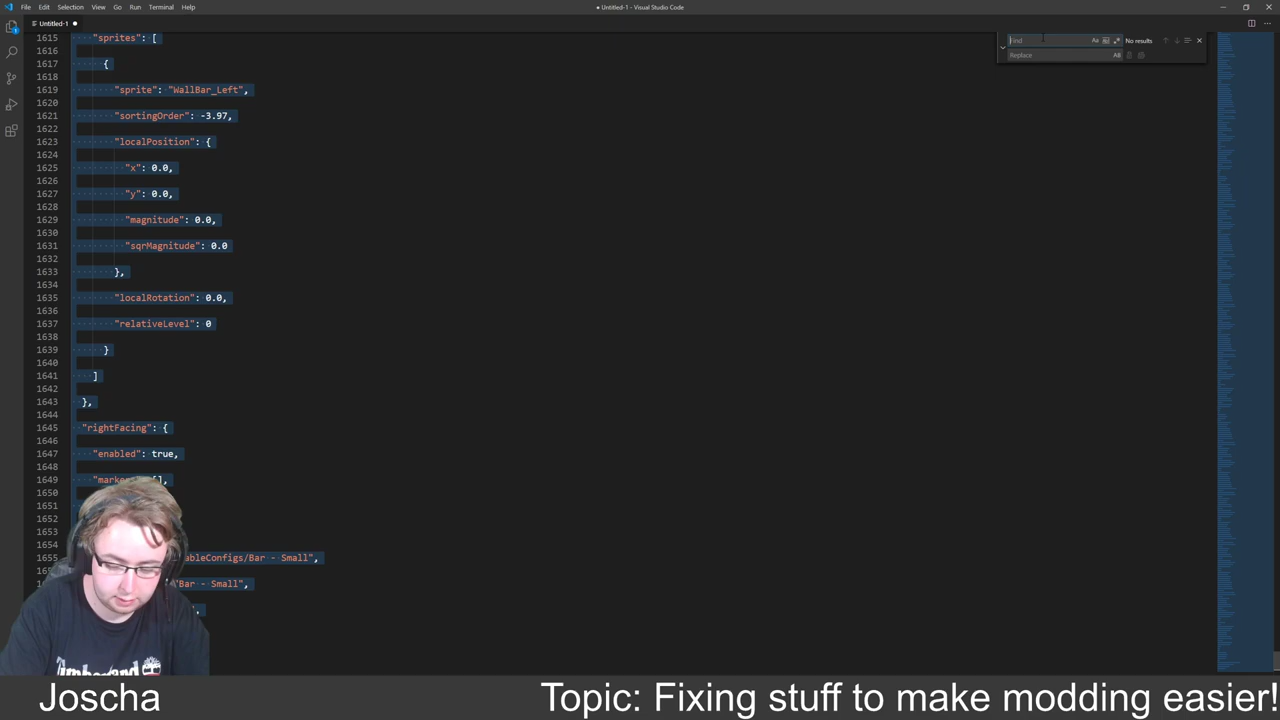 File Edit Selection View Go Run Terminal Help
● Untitled-1 - Visual Studio Code
Untitled-1 ●
Find
Aa
No results
Replace
AB
1615 "sprites": [
1616
1617 {
1618
1619 "sprite": "WallBar_Left",
1620
1621 "sortingOrder": -3.97,
1622
1623 "localPosition": {
1624
1625 "x": 0.0,
1626
1627 "y": 0.0,
1628
1629 "magnitude": 0.0,
1630
1631 "sqrMagnitude": 0.0
1632
1633 },
1634
1635 "localRotation": 0.0,
1636
1637 "relativeLevel": 0
1638
1639 }
1640
1641 ]
1642
1643 },
1644
1645 "rightFacing": {
1646
1647 "enabled": true,
1648
1649 [],
1650
1651
1652
1653
1655 ableConfigs/Bar - Small",
Bar - Small",
Joscha
Topic: Fixing stuff to make modding easier!